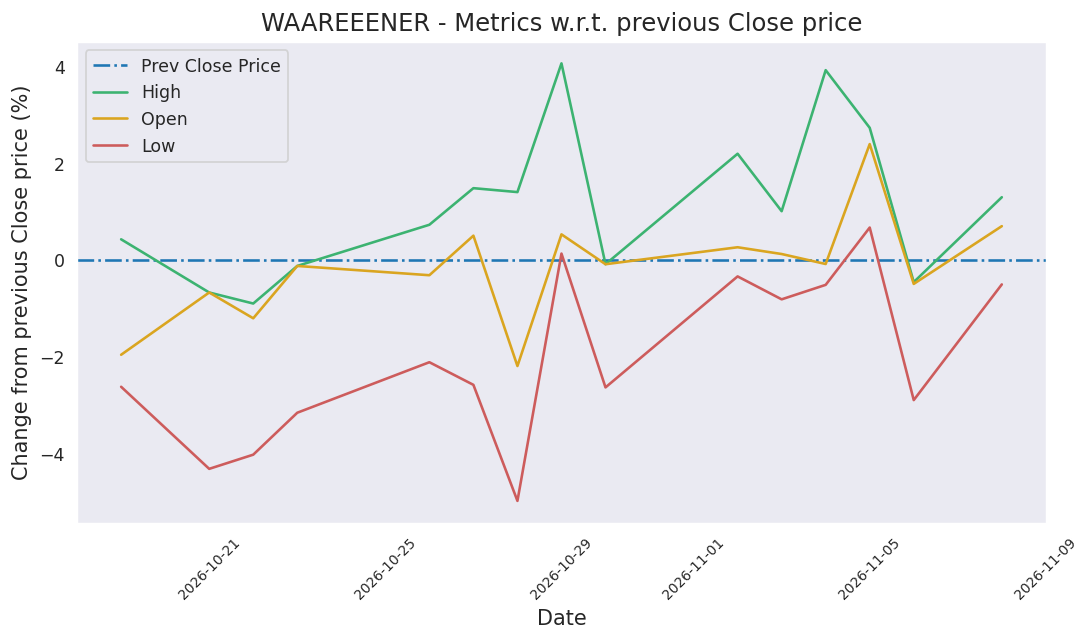 WAAREEENER - Metrics w.r.t. previous Close price
Change from previous Close price (%)
Prev Close Price
High
Open
Low
4
2
0
−2
−4
2026-10-21
2026-10-25
2026-10-29
2026-11-01
2026-11-05
2026-11-09
Date